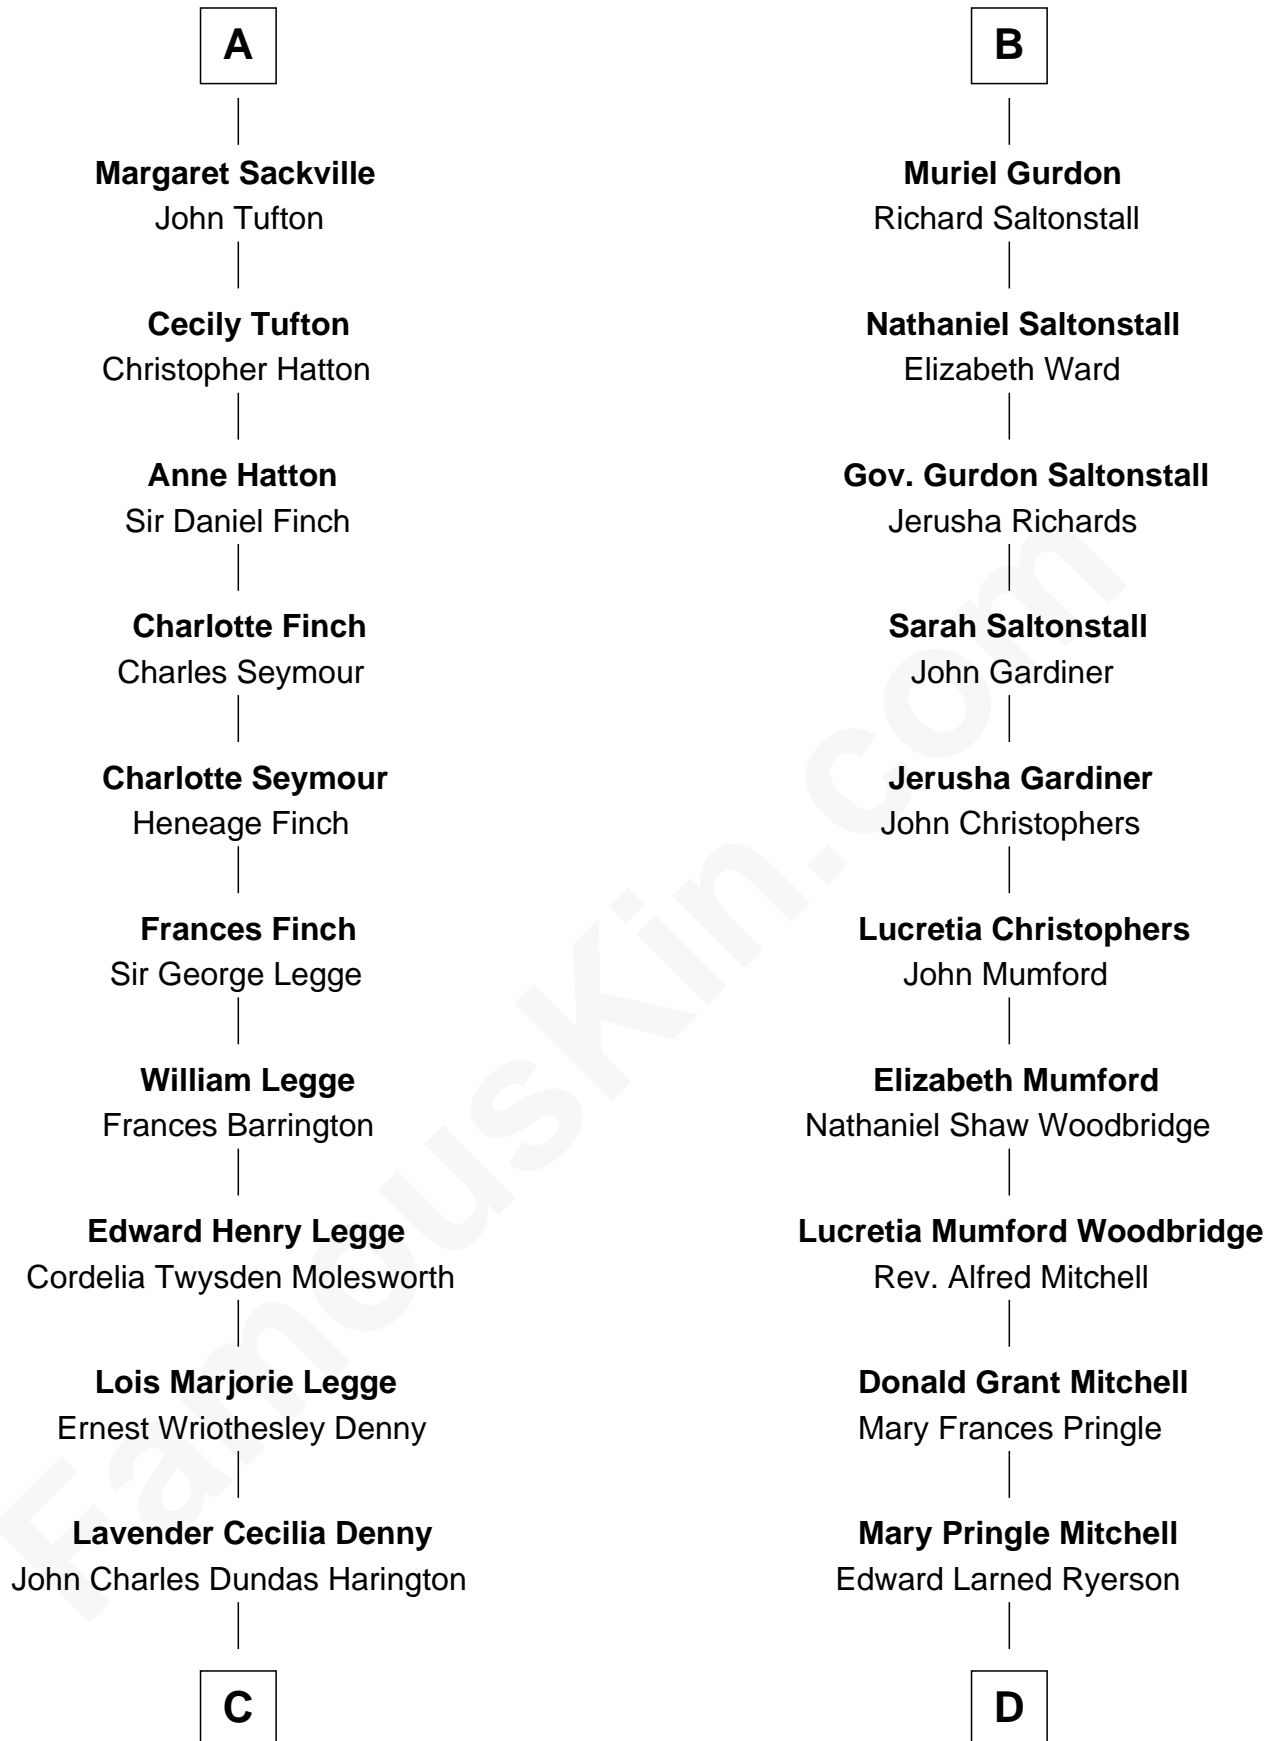 A
Margaret Sackville
John Tufton
Cecily Tufton
Christopher Hatton
Anne Hatton
Sir Daniel Finch
Charlotte Finch
Charles Seymour
Charlotte Seymour
Heneage Finch
Frances Finch
Sir George Legge
William Legge
Frances Barrington
Edward Henry Legge
Cordelia Twysden Molesworth
Lois Marjorie Legge
Ernest Wriothesley Denny
Lavender Cecilia Denny
John Charles Dundas Harington
C
B
Muriel Gurdon
Richard Saltonstall
Nathaniel Saltonstall
Elizabeth Ward
Gov. Gurdon Saltonstall
Jerusha Richards
Sarah Saltonstall
John Gardiner
Jerusha Gardiner
John Christophers
Lucretia Christophers
John Mumford
Elizabeth Mumford
Nathaniel Shaw Woodbridge
Lucretia Mumford Woodbridge
Rev. Alfred Mitchell
Donald Grant Mitchell
Mary Frances Pringle
Mary Pringle Mitchell
Edward Larned Ryerson
D
FamousKin.com